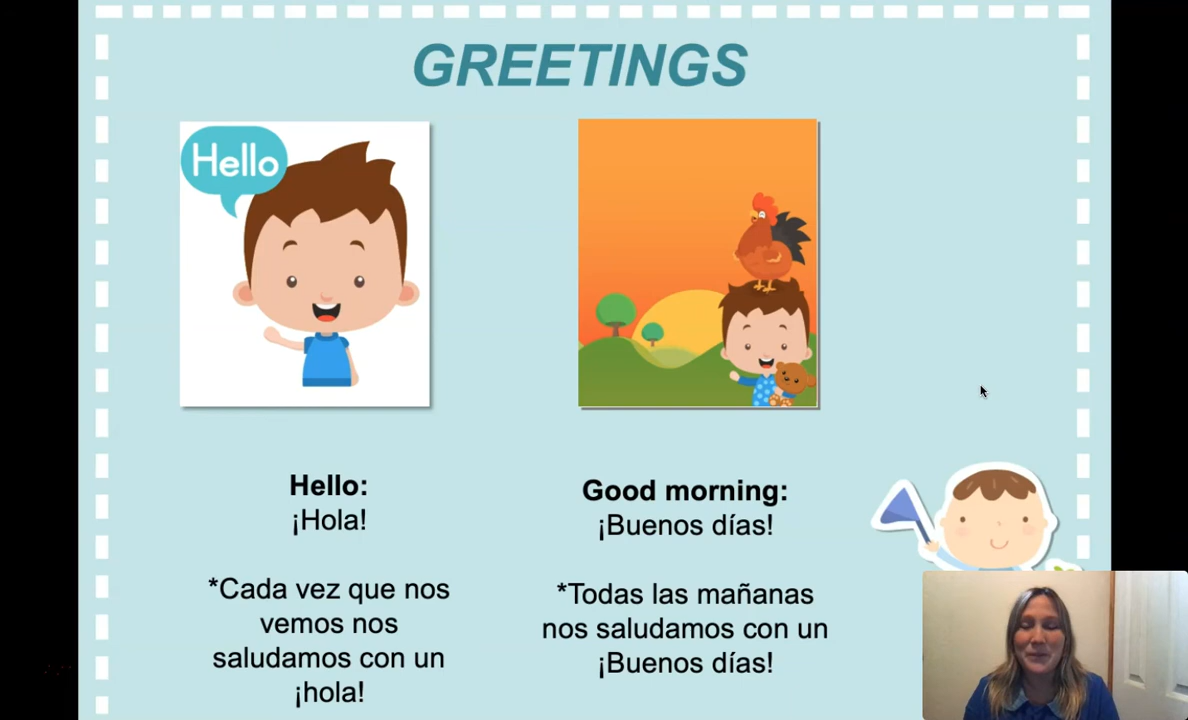 GREETINGS
Hello
Hello:
¡Hola!
*Cada vez que nos
vemos nos
saludamos con un
¡hola!
Good morning:
¡Buenos días!
*Todas las mañanas
nos saludamos con un
¡Buenos días!